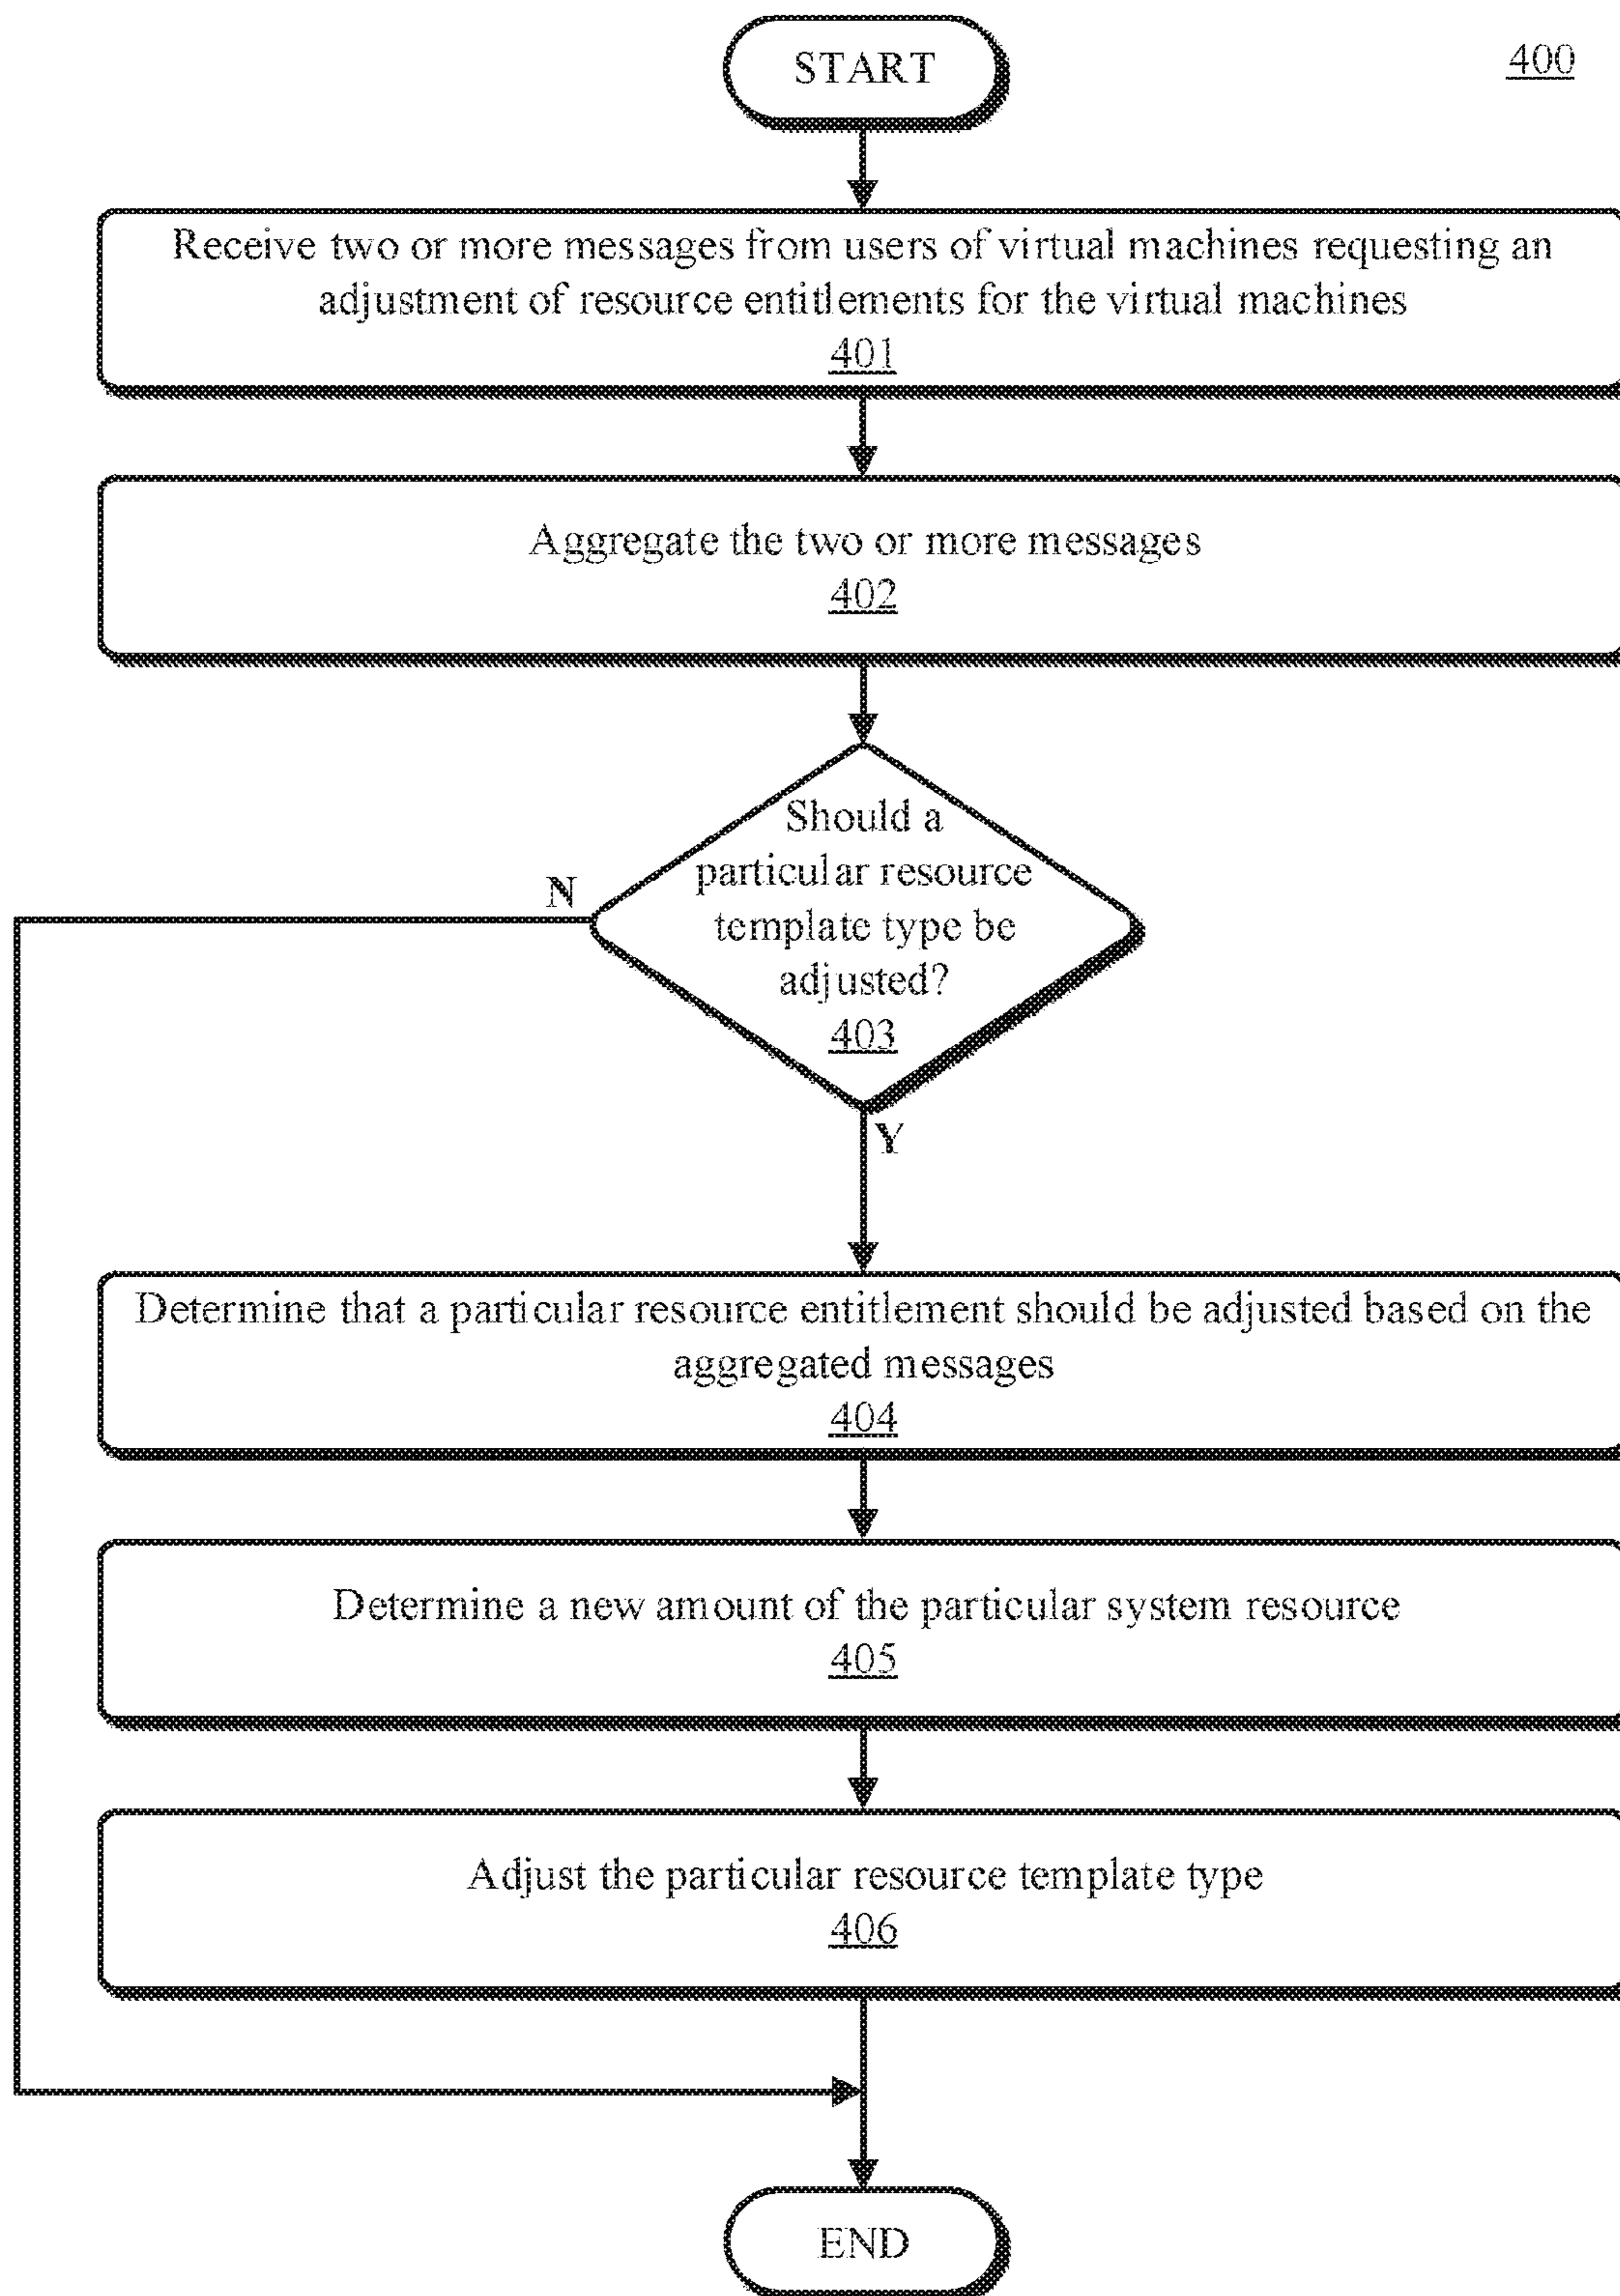 START
400
Receive two or more messages from users of virtual machines requesting an
adjustment of resource entitlements for the virtual machines
401
Aggregate the two or more messages
402
Should a
particular resource
template type be
adjusted?
403
N
Y
Determine that a particular resource entitlement should be adjusted based on the
aggregated messages
404
Determine a new amount of the particular system resource
405
Adjust the particular resource template type
406
END